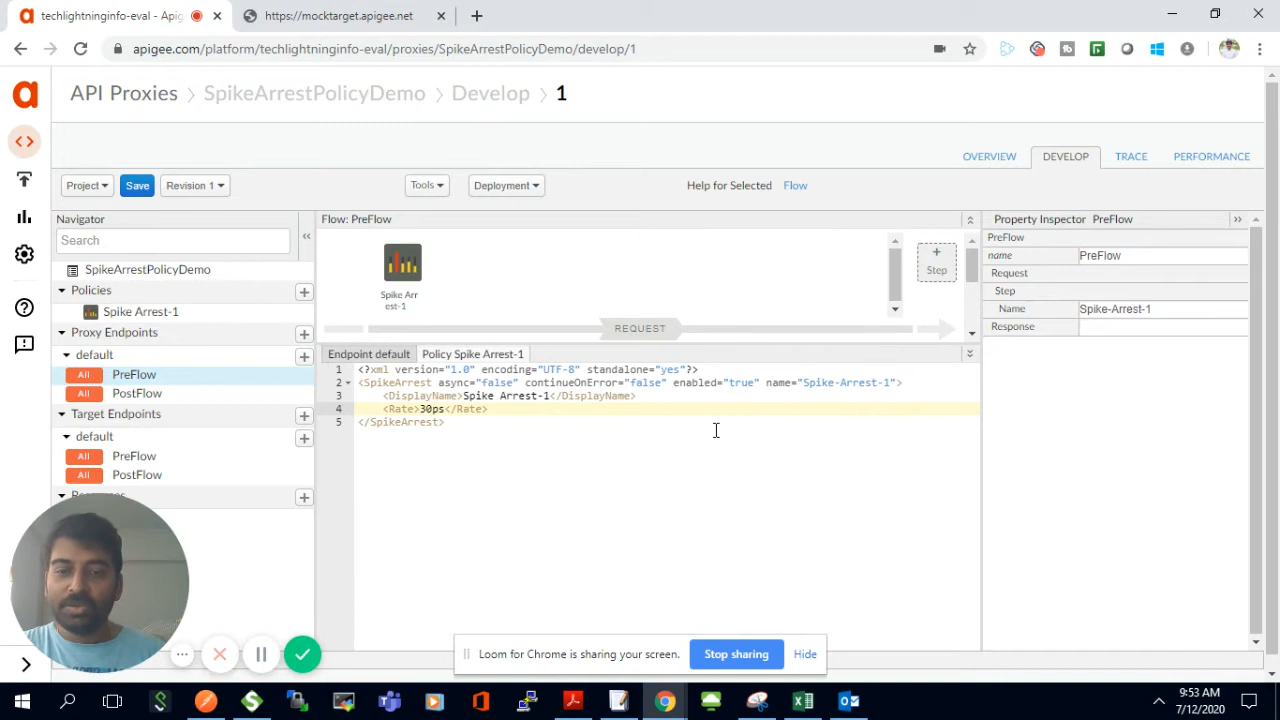 techlightninginfo-eval - Apig
https://mocktarget.apigee.net
apigee.com/platform/techlightninginfo-eval/proxies/SpikeArrestPolicyDemo/develop/1
API Proxies SpikeArrestPolicyDemo Develop 1
OVERVIEW DEVELOP TRACE PERFORMANCE
Project Save Revision 1 Tools Deployment Help for Selected Flow
Navigator
Search
SpikeArrestPolicyDemo
Policies
Spike Arrest-1
Proxy Endpoints
default
All PreFlow
All PostFlow
Target Endpoints
default
All PreFlow
All PostFlow
Flow: PreFlow
Spike Arr
est-1
+
Step
REQUEST
Endpoint default Policy Spike Arrest-1
1 <?xml version="1.0" encoding="UTF-8" standalone="yes"?>
2 <SpikeArrest async="false" continueOnError="false" enabled="true" name="Spike-Arrest-1">
3 <DisplayName>Spike Arrest-1</DisplayName>
4 <Rate>30ps</Rate>
5 </SpikeArrest>
Property Inspector PreFlow
PreFlow
name PreFlow
Request
Step
Name Spike-Arrest-1
Response
Loom for Chrome is sharing your screen. Stop sharing Hide
9:53 AM
7/12/2020